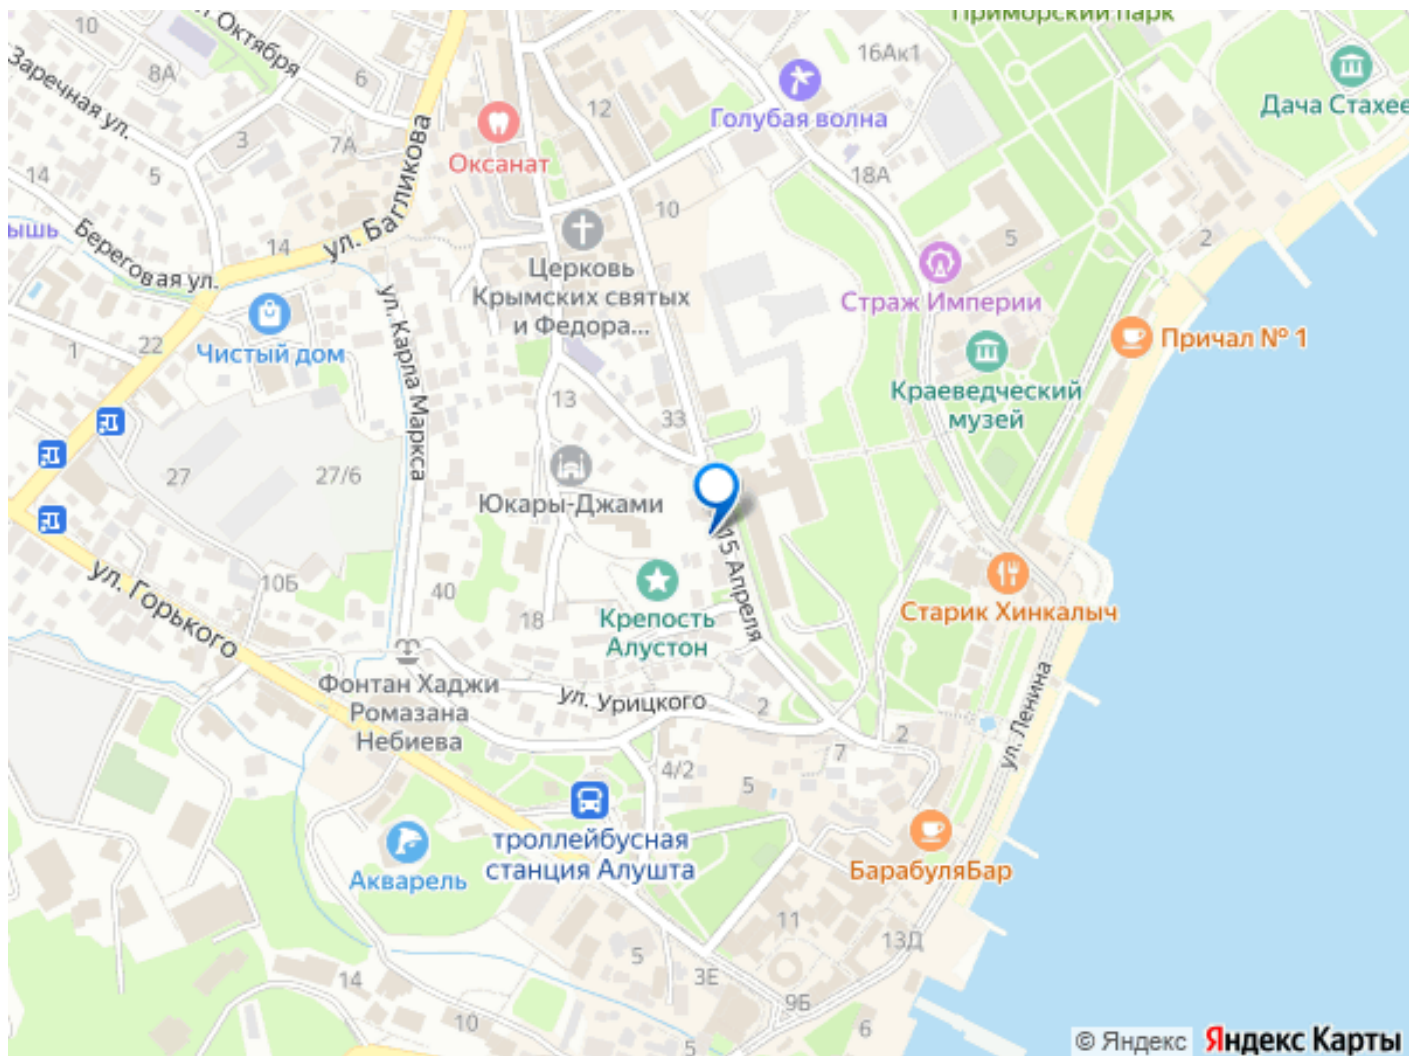 Приморский парк
10
Октября
16Ак1
Заречная ул.
8А
6
12
Голубая волна
Дача Стахее
3
7А
ул. Багликова
Оксанат
14
5
18А
10
ышь
Береговая ул.
14
5
2
Церковь
Крымских святых
и Федора...
ул. Карла Маркса
Страж Империи
Чистый дом
1
22
Причал № 1
Краеведческий
музей
13
33
27
27/6
Юкары-Джами
15 Апреля
ул. Горького
10Б
40
18
Крепость
Алустон
Старик Хинкалыч
Фонтан Хаджи
Ромазана
Небиева
ул. Урицкого
2
ул. Ленина
2
7
4/2
5
троллейбусная
станция Алушта
Акварель
БарабуляБар
11
13Д
5
3Е
14
9Б
10
6
5
© Яндекс Яндекс Карты